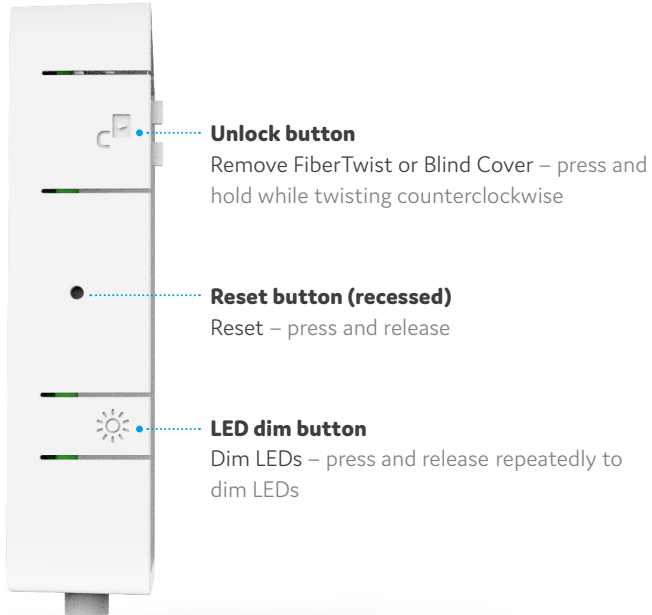 Unlock button
Remove FiberTwist or Blind Cover – press and
hold while twisting counterclockwise
Reset button (recessed)
Reset – press and release
LED dim button
Dim LEDs – press and release repeatedly to
dim LEDs